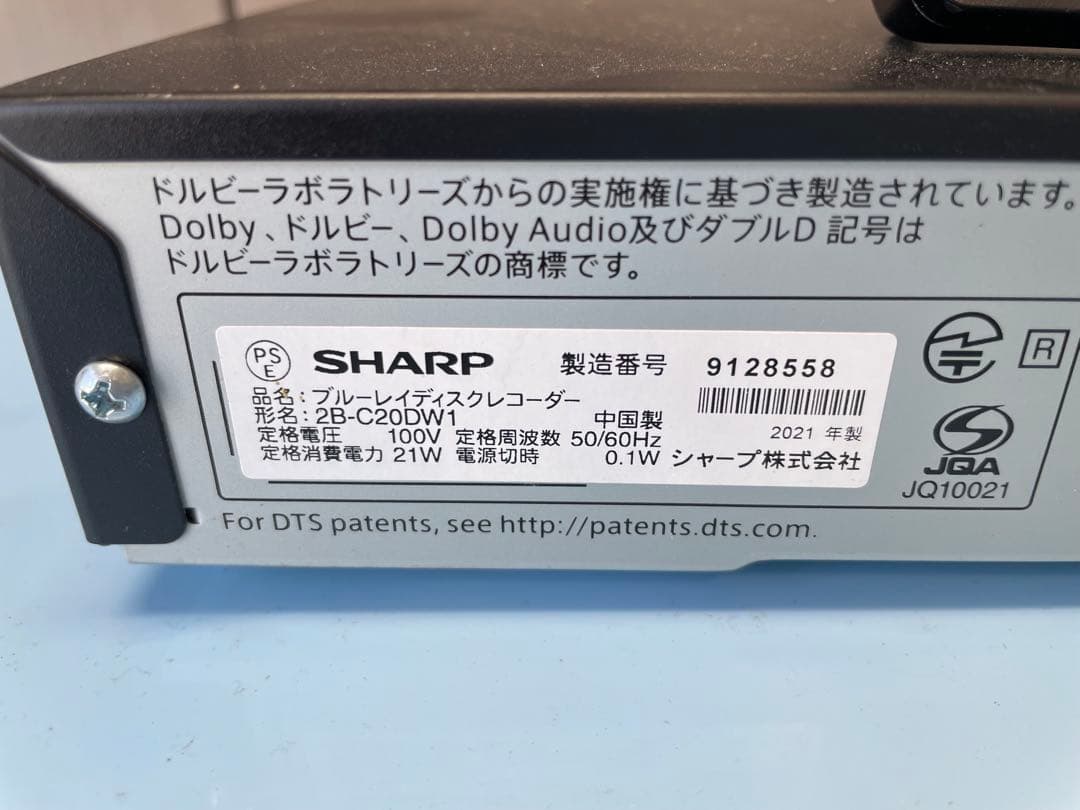 ドルビーラボラトリーズからの実施権に基づき製造されています。
Dolby、ドルビー、Dolby Audio及びダブルD 記号は
ドルビーラボラトリーズの商標です。
PS
E
SHARP 製造番号 9128558
品名：ブルーレイディスクレコーダー
形名：2B-C20DW1 中国製
2021 年製
定格電圧 100V 定格周波数 50/60Hz
定格消費電力 21W 電源切時 0.1W シャープ株式会社
R
JQA
JQ10021
For DTS patents, see http://patents.dts.com.